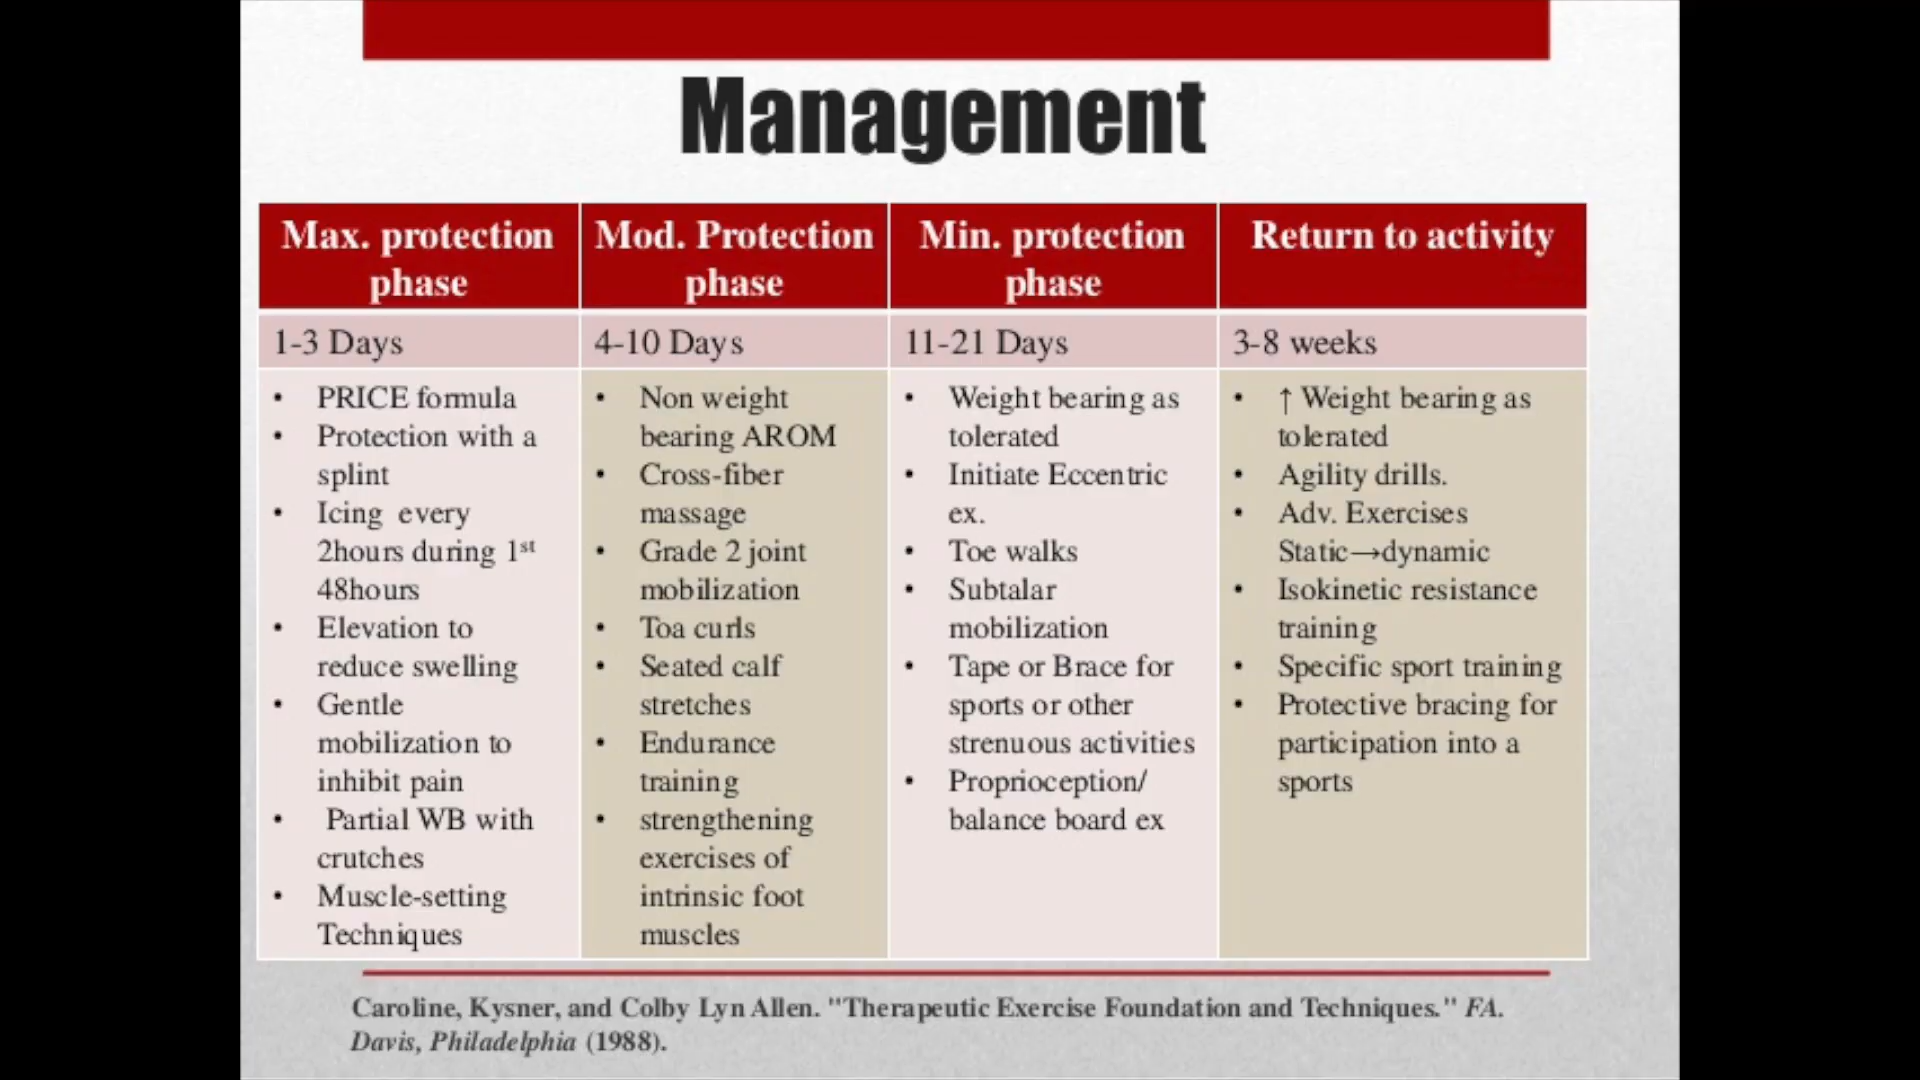 Management
Max. protection
phase
Mod. Protection
phase
Min. protection
phase
Return to activity
1-3 Days
4-10 Days
11-21 Days
3-8 weeks
• PRICE formula
• Protection with a
splint
• Icing every
2hours during 1st
48hours
• Elevation to
reduce swelling
• Gentle
mobilization to
inhibit pain
• Partial WB with
crutches
• Muscle-setting
Techniques
• Non weight
bearing AROM
• Cross-fiber
massage
• Grade 2 joint
mobilization
• Toa curls
• Seated calf
stretches
• Endurance
training
• strengthening
exercises of
intrinsic foot
muscles
• Weight bearing as
tolerated
• Initiate Eccentric
ex.
• Toe walks
• Subtalar
mobilization
• Tape or Brace for
sports or other
strenuous activities
• Proprioception/
balance board ex
• ↑ Weight bearing as
tolerated
• Agility drills.
• Adv. Exercises
Static→dynamic
• Isokinetic resistance
training
• Specific sport training
• Protective bracing for
participation into a
sports
Caroline, Kysner, and Colby Lyn Allen. "Therapeutic Exercise Foundation and Techniques." FA.
Davis, Philadelphia (1988).